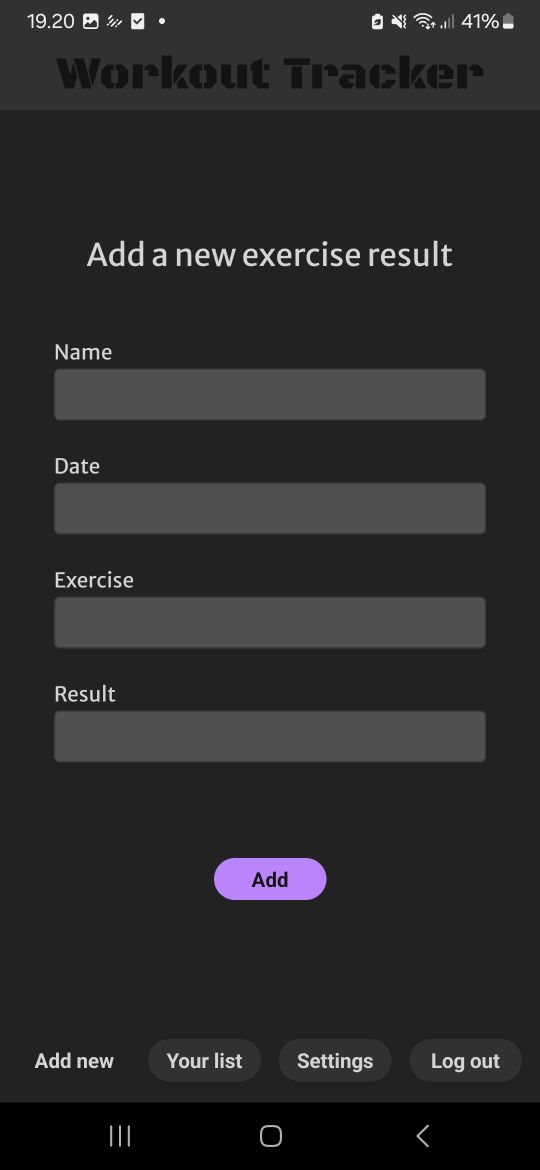 19.20 41%
Workout Tracker
Add a new exercise result
Name
Date
Exercise
Result
Add
Add new Your list Settings Log out